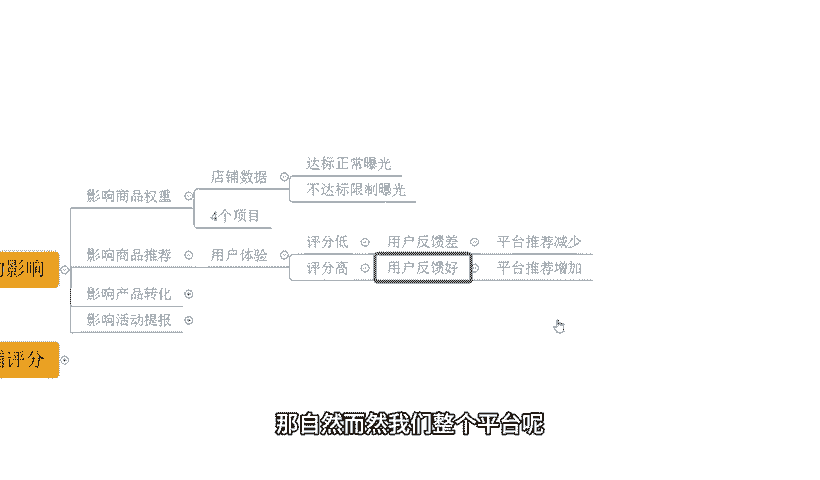 达标正常曝光
店铺数据
不达标限制曝光
影响商品权重
4个项目
评分低 用户反馈差 平台推荐减少
影响商品推荐 用户体验
的影响 评分高 用户反馈好 平台推荐增加
影响产品转化
影响活动提报
铺评分
那自然而然我们整个平台呢